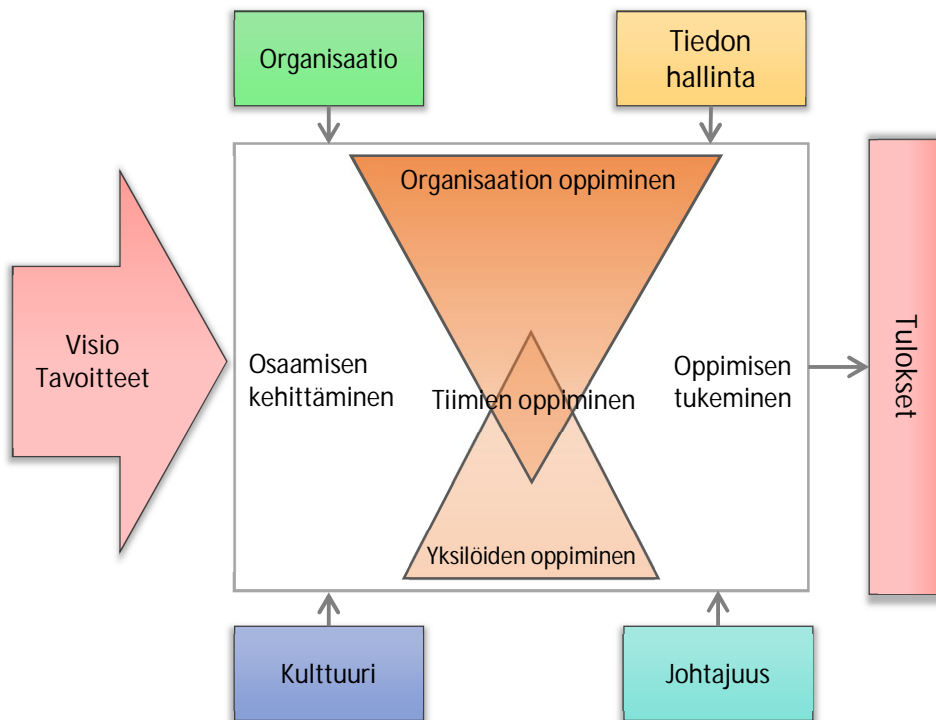 Organisaatio
Tiedon
hallinta
Organisaation oppiminen
Visio
Tavoitteet
Osaamisen
kehittäminen
Tiimien oppiminen
Oppimisen
tukeminen
Tulokset
Yksilöiden oppiminen
Kulttuuri
Johtajuus